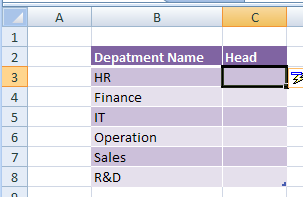 A B C
1
2 Depatment Name Head
3 HR
4 Finance
5 IT
6 Operation
7 Sales
8 R&D